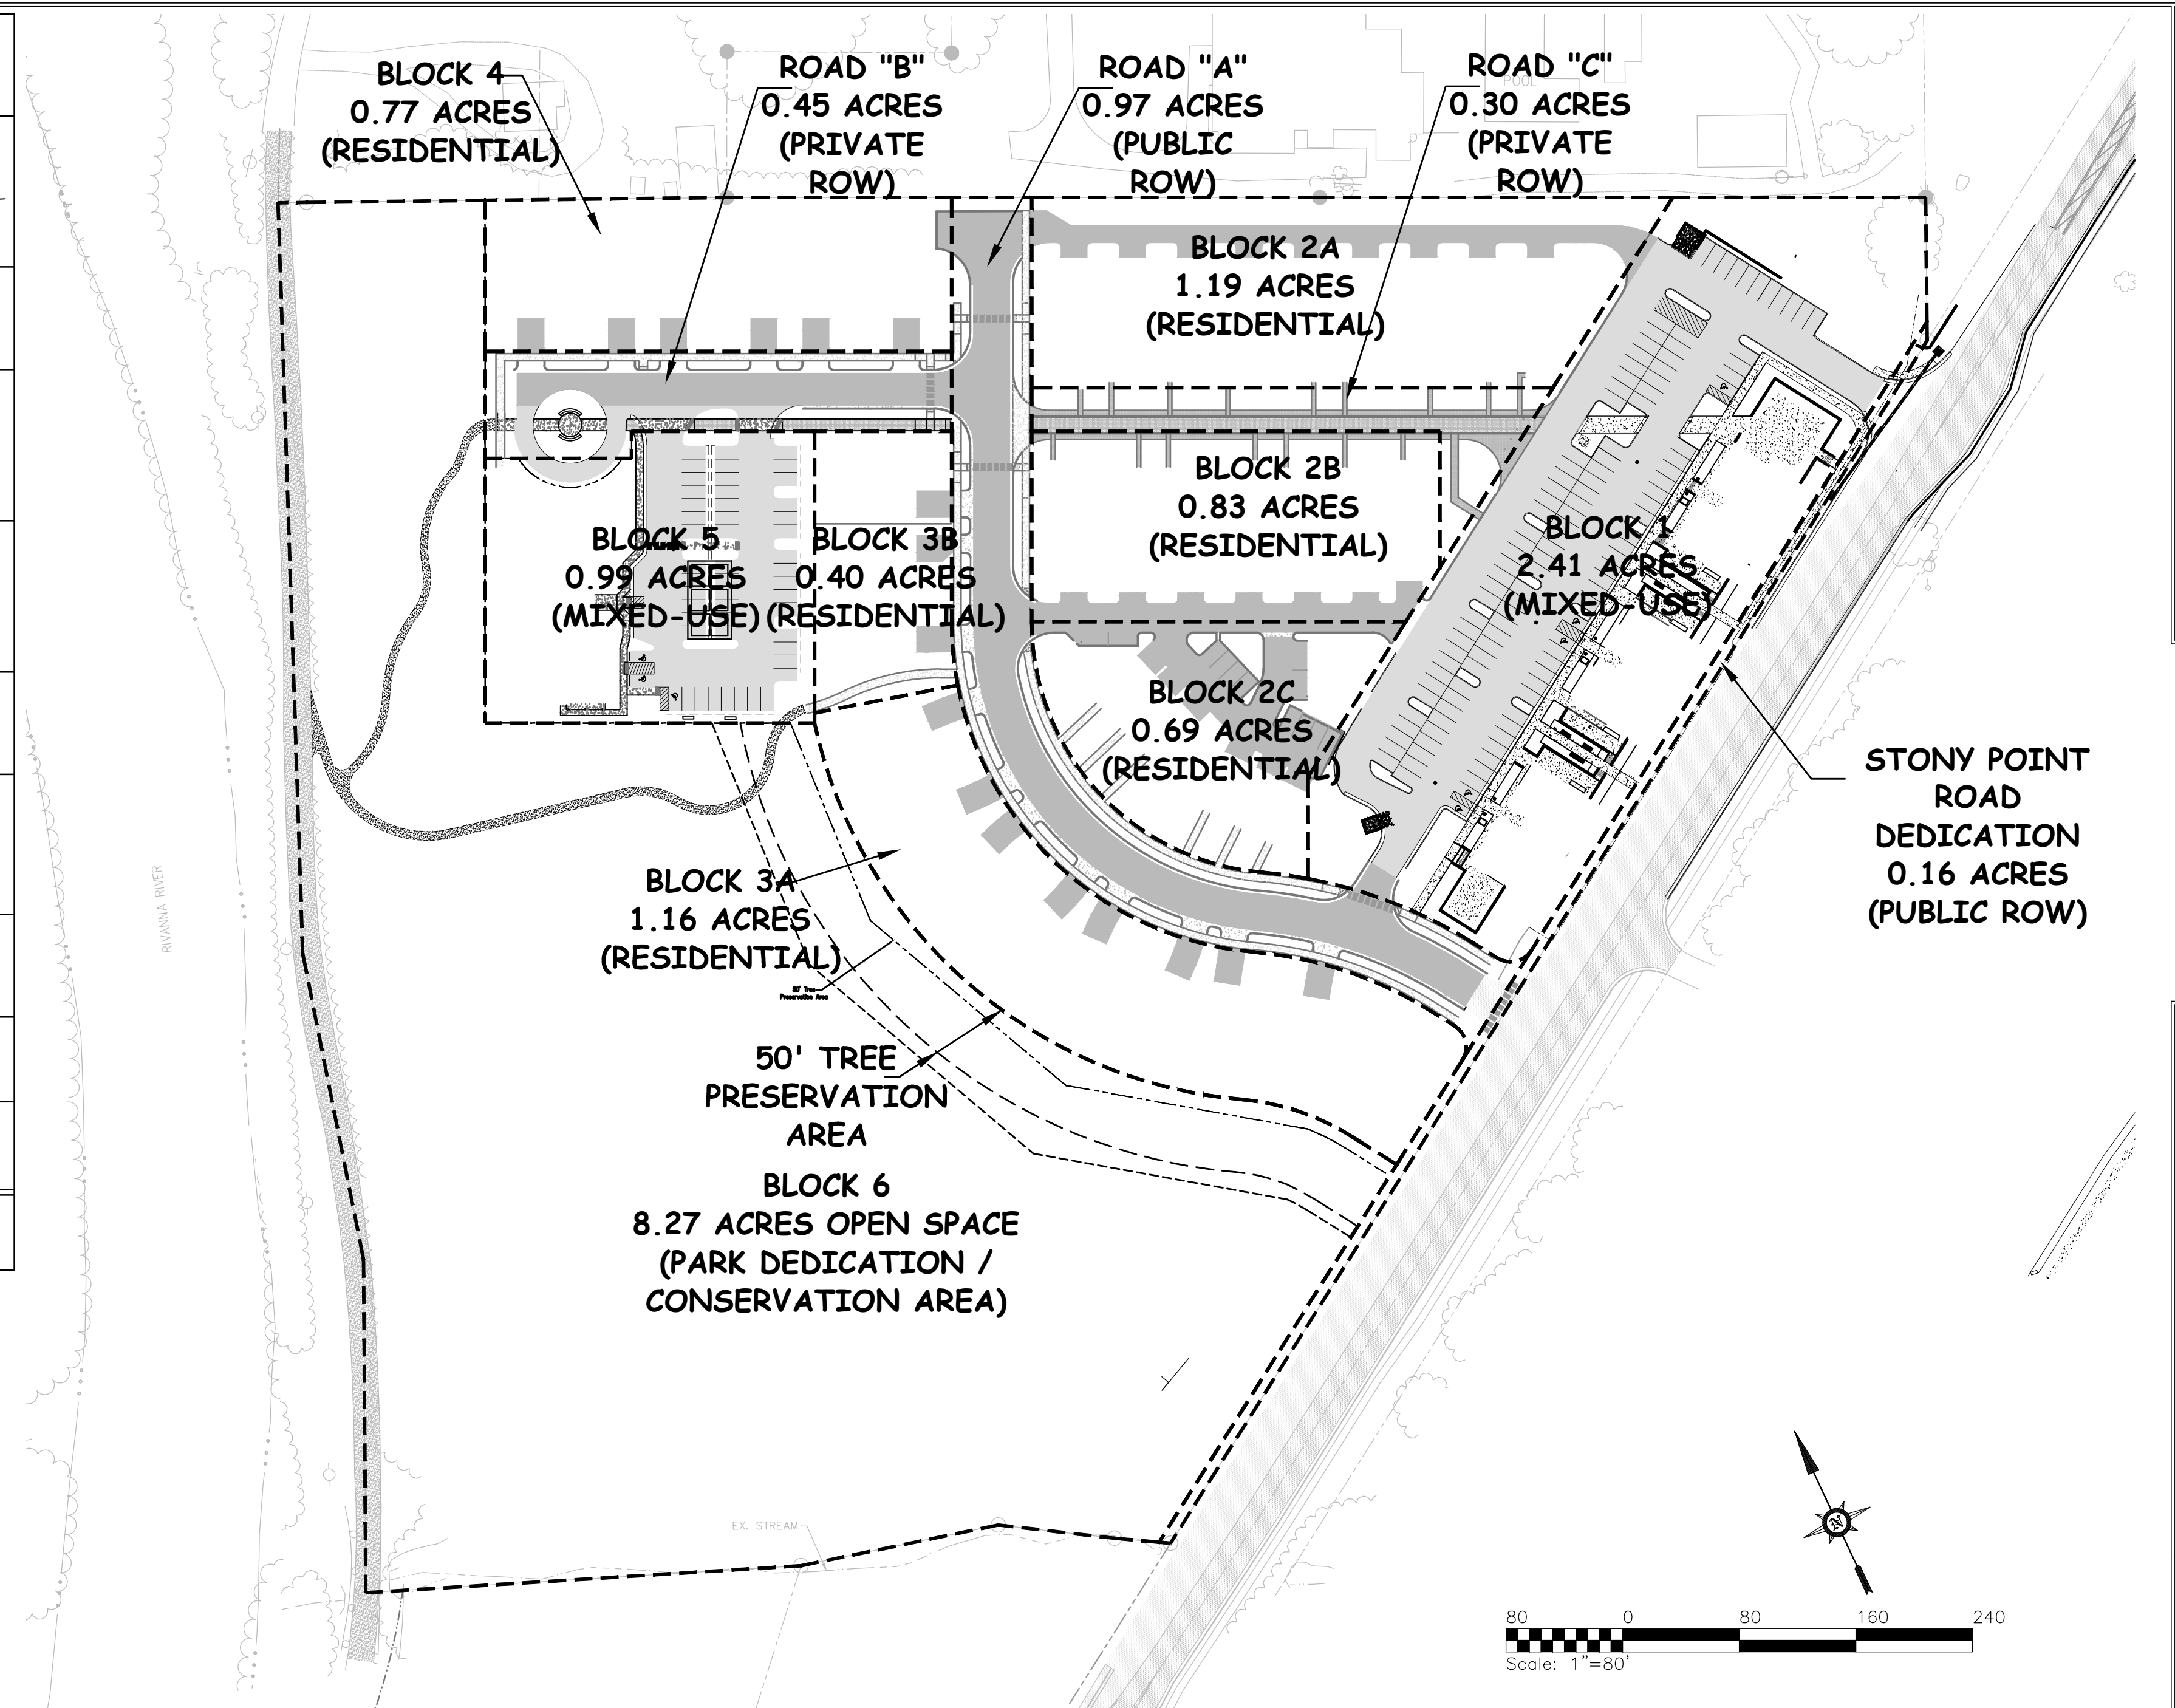 BLOCK 4
0.77 ACRES
(RESIDENTIAL)
ROAD "B"
0.45 ACRES
(PRIVATE
ROW)
ROAD "A"
0.97 ACRES
(PUBLIC
ROW)
ROAD "C"
0.30 ACRES
(PRIVATE
ROW)
POOL
BLOCK 2A
1.19 ACRES
(RESIDENTIAL)
BLOCK 2B
0.83 ACRES
(RESIDENTIAL)
BLOCK 5
0.99 ACRES
(MIXED-USE)
BLOCK 3B
0.40 ACRES
(RESIDENTIAL)
BLOCK 1
2.41 ACRES
(MIXED-USE)
BLOCK 2C
0.69 ACRES
(RESIDENTIAL)
STONY POINT
ROAD
DEDICATION
0.16 ACRES
(PUBLIC ROW)
RIVANNA RIVER
BLOCK 3A
1.16 ACRES
(RESIDENTIAL)
50' Tree
Preservation Area
50' TREE
PRESERVATION
AREA
BLOCK 6
8.27 ACRES OPEN SPACE
(PARK DEDICATION /
CONSERVATION AREA)
EX. STREAM
N
80 0 80 160 240
Scale: 1"=80'